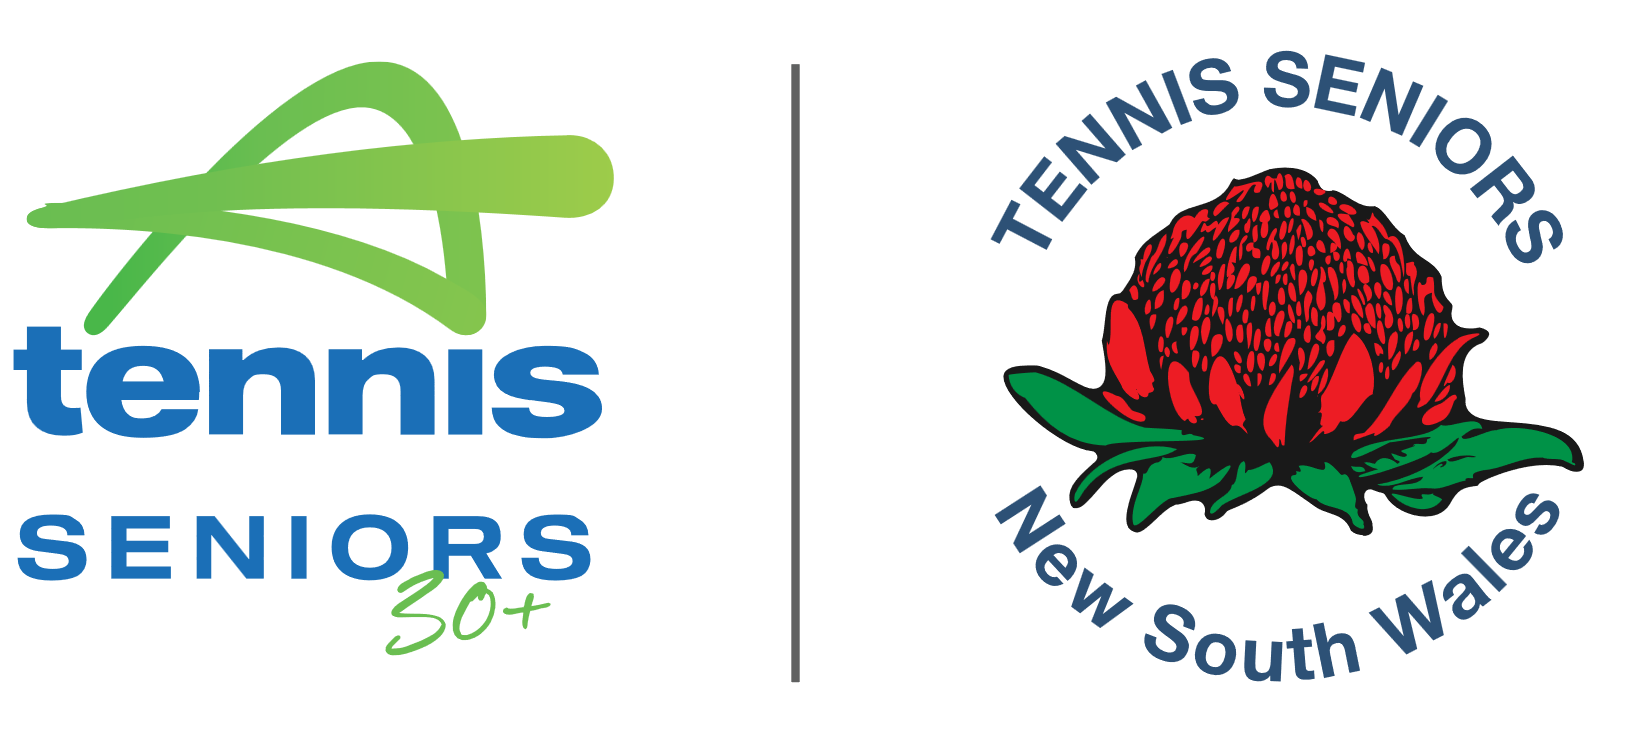 tennis
SENIORS
30+
TENNIS SENIORS
New South Wales